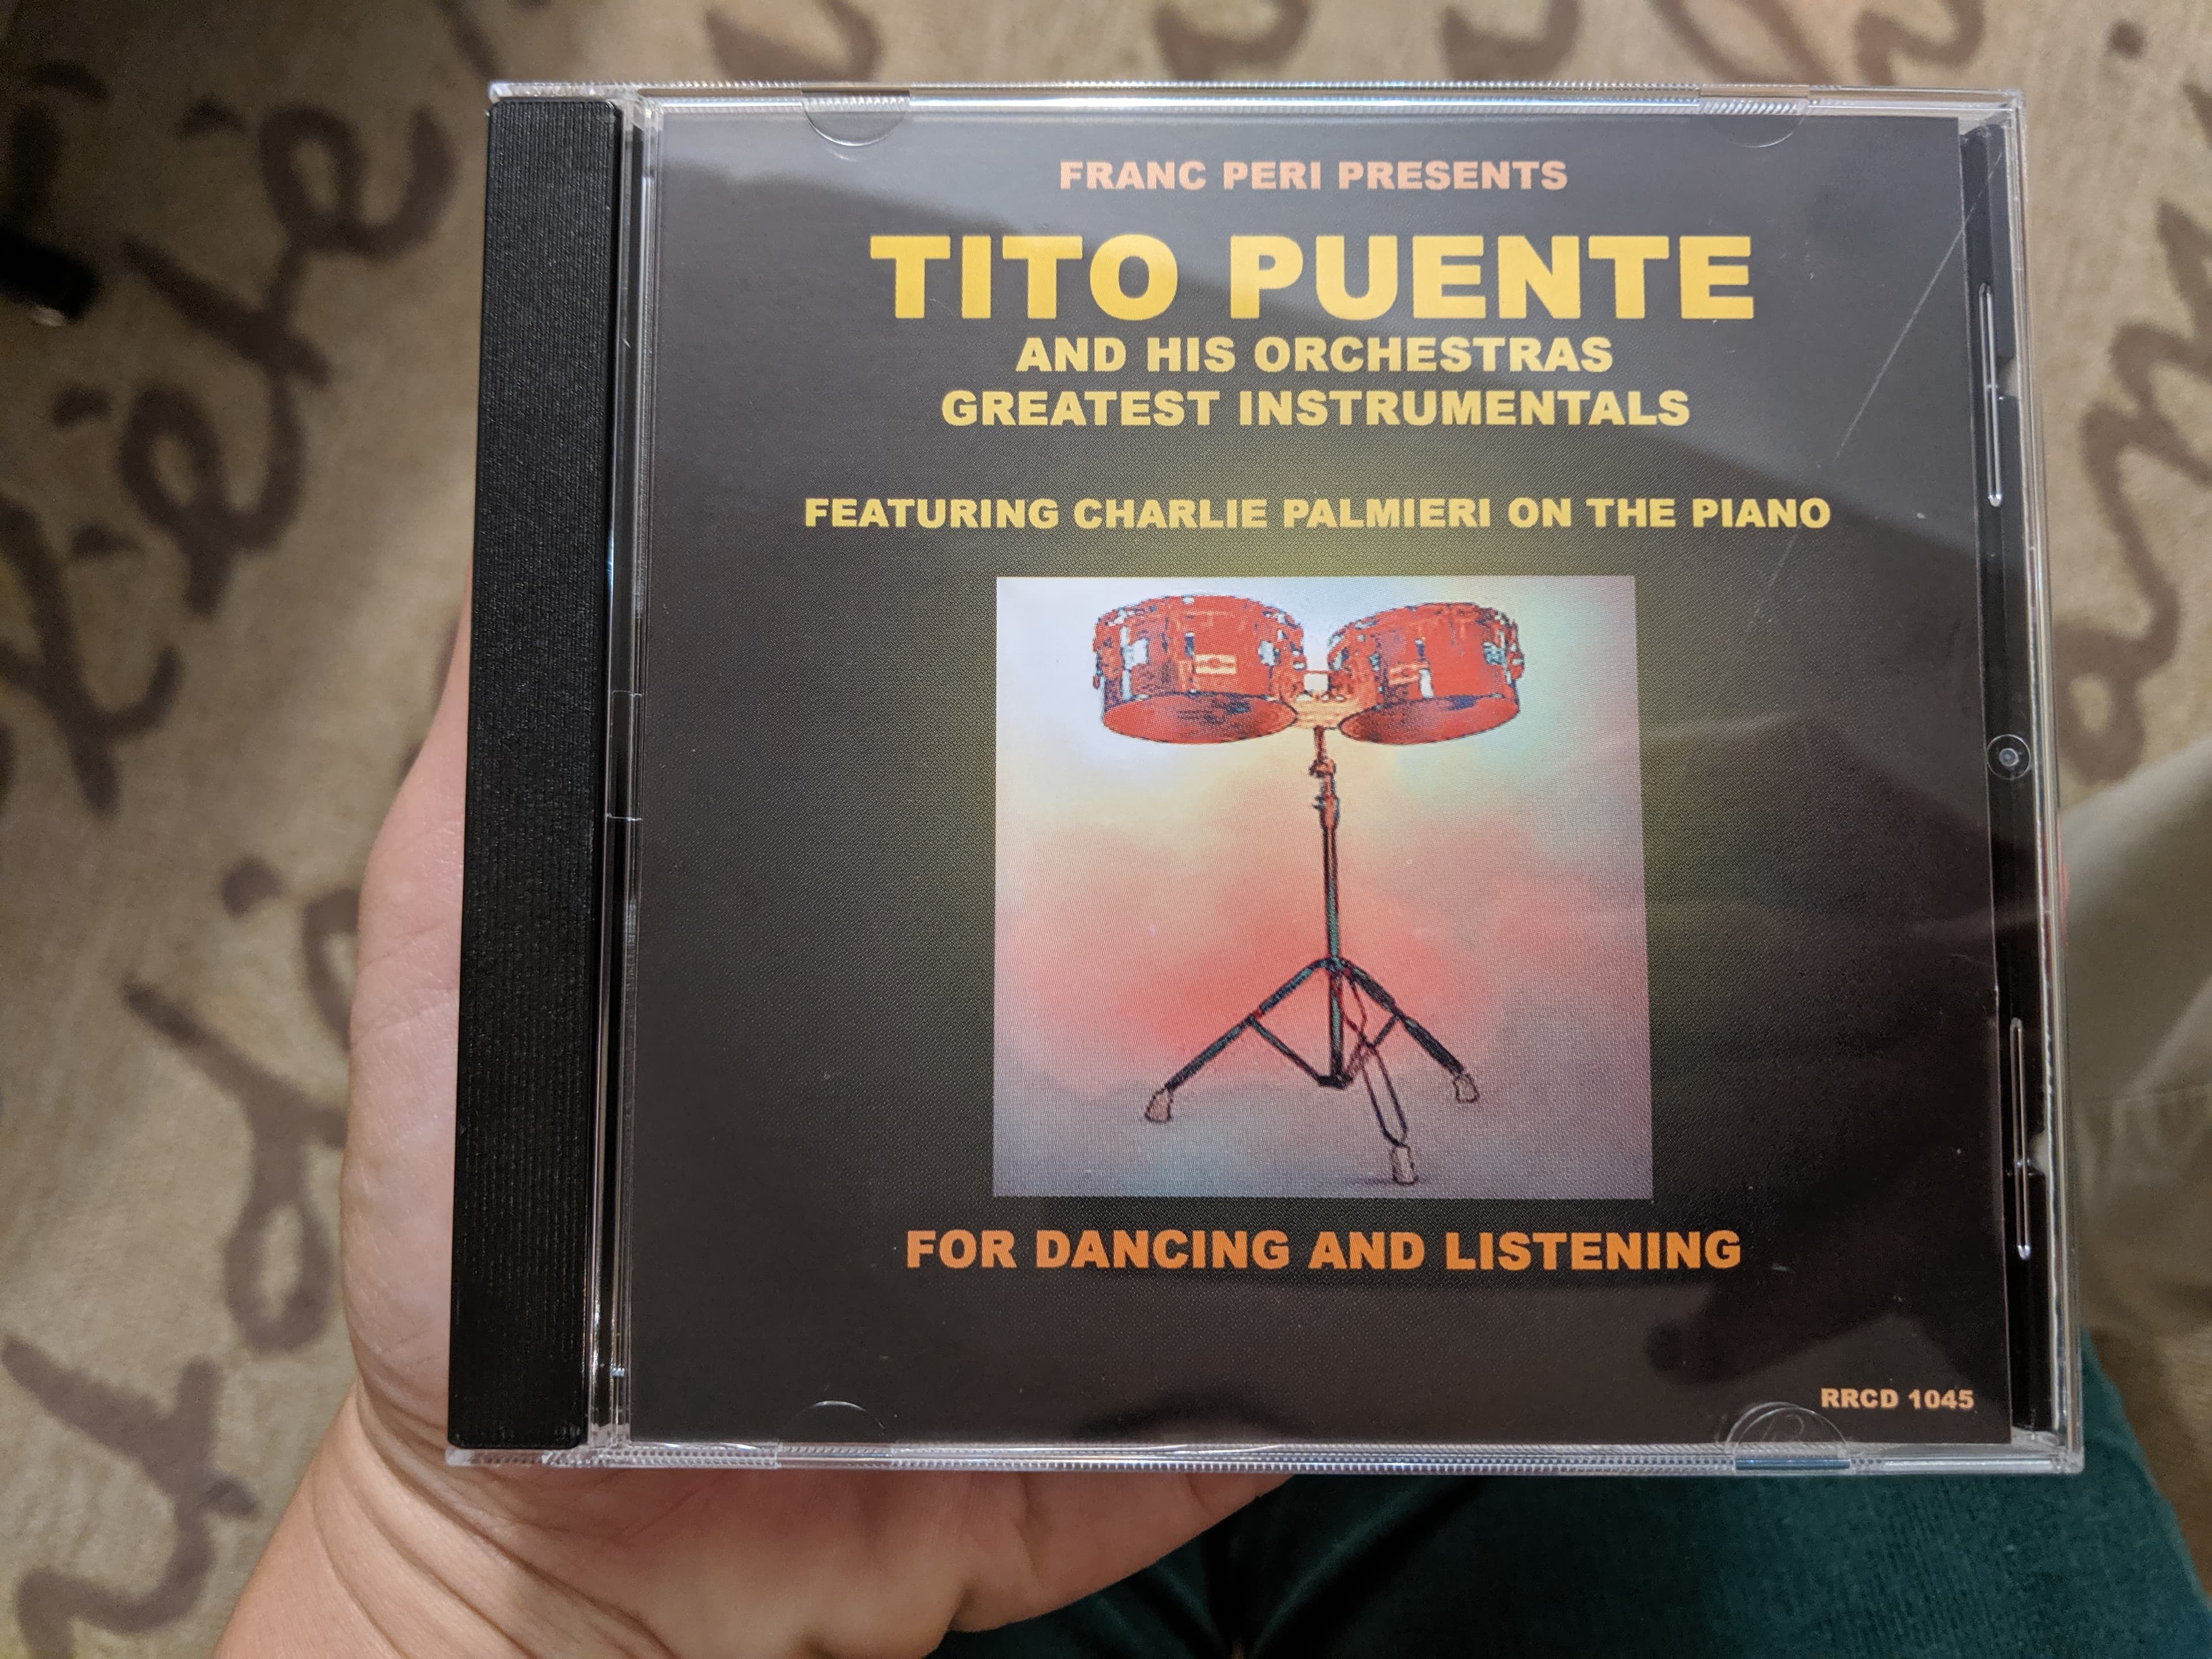 FRANC PERI PRESENTS
TITO PUENTE
AND HIS ORCHESTRAS
GREATEST INSTRUMENTALS
FEATURING CHARLIE PALMIERI ON THE PIANO
FOR DANCING AND LISTENING
RRCD 1045